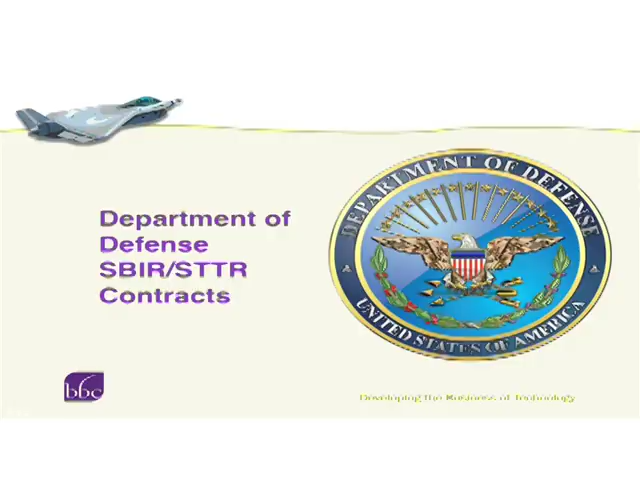 Department of
Defense
SBIR/STTR
Contracts
DEPARTMENT OF DEFENSE
UNITED STATES OF AMERICA
bbc
Developing the Business of Technology